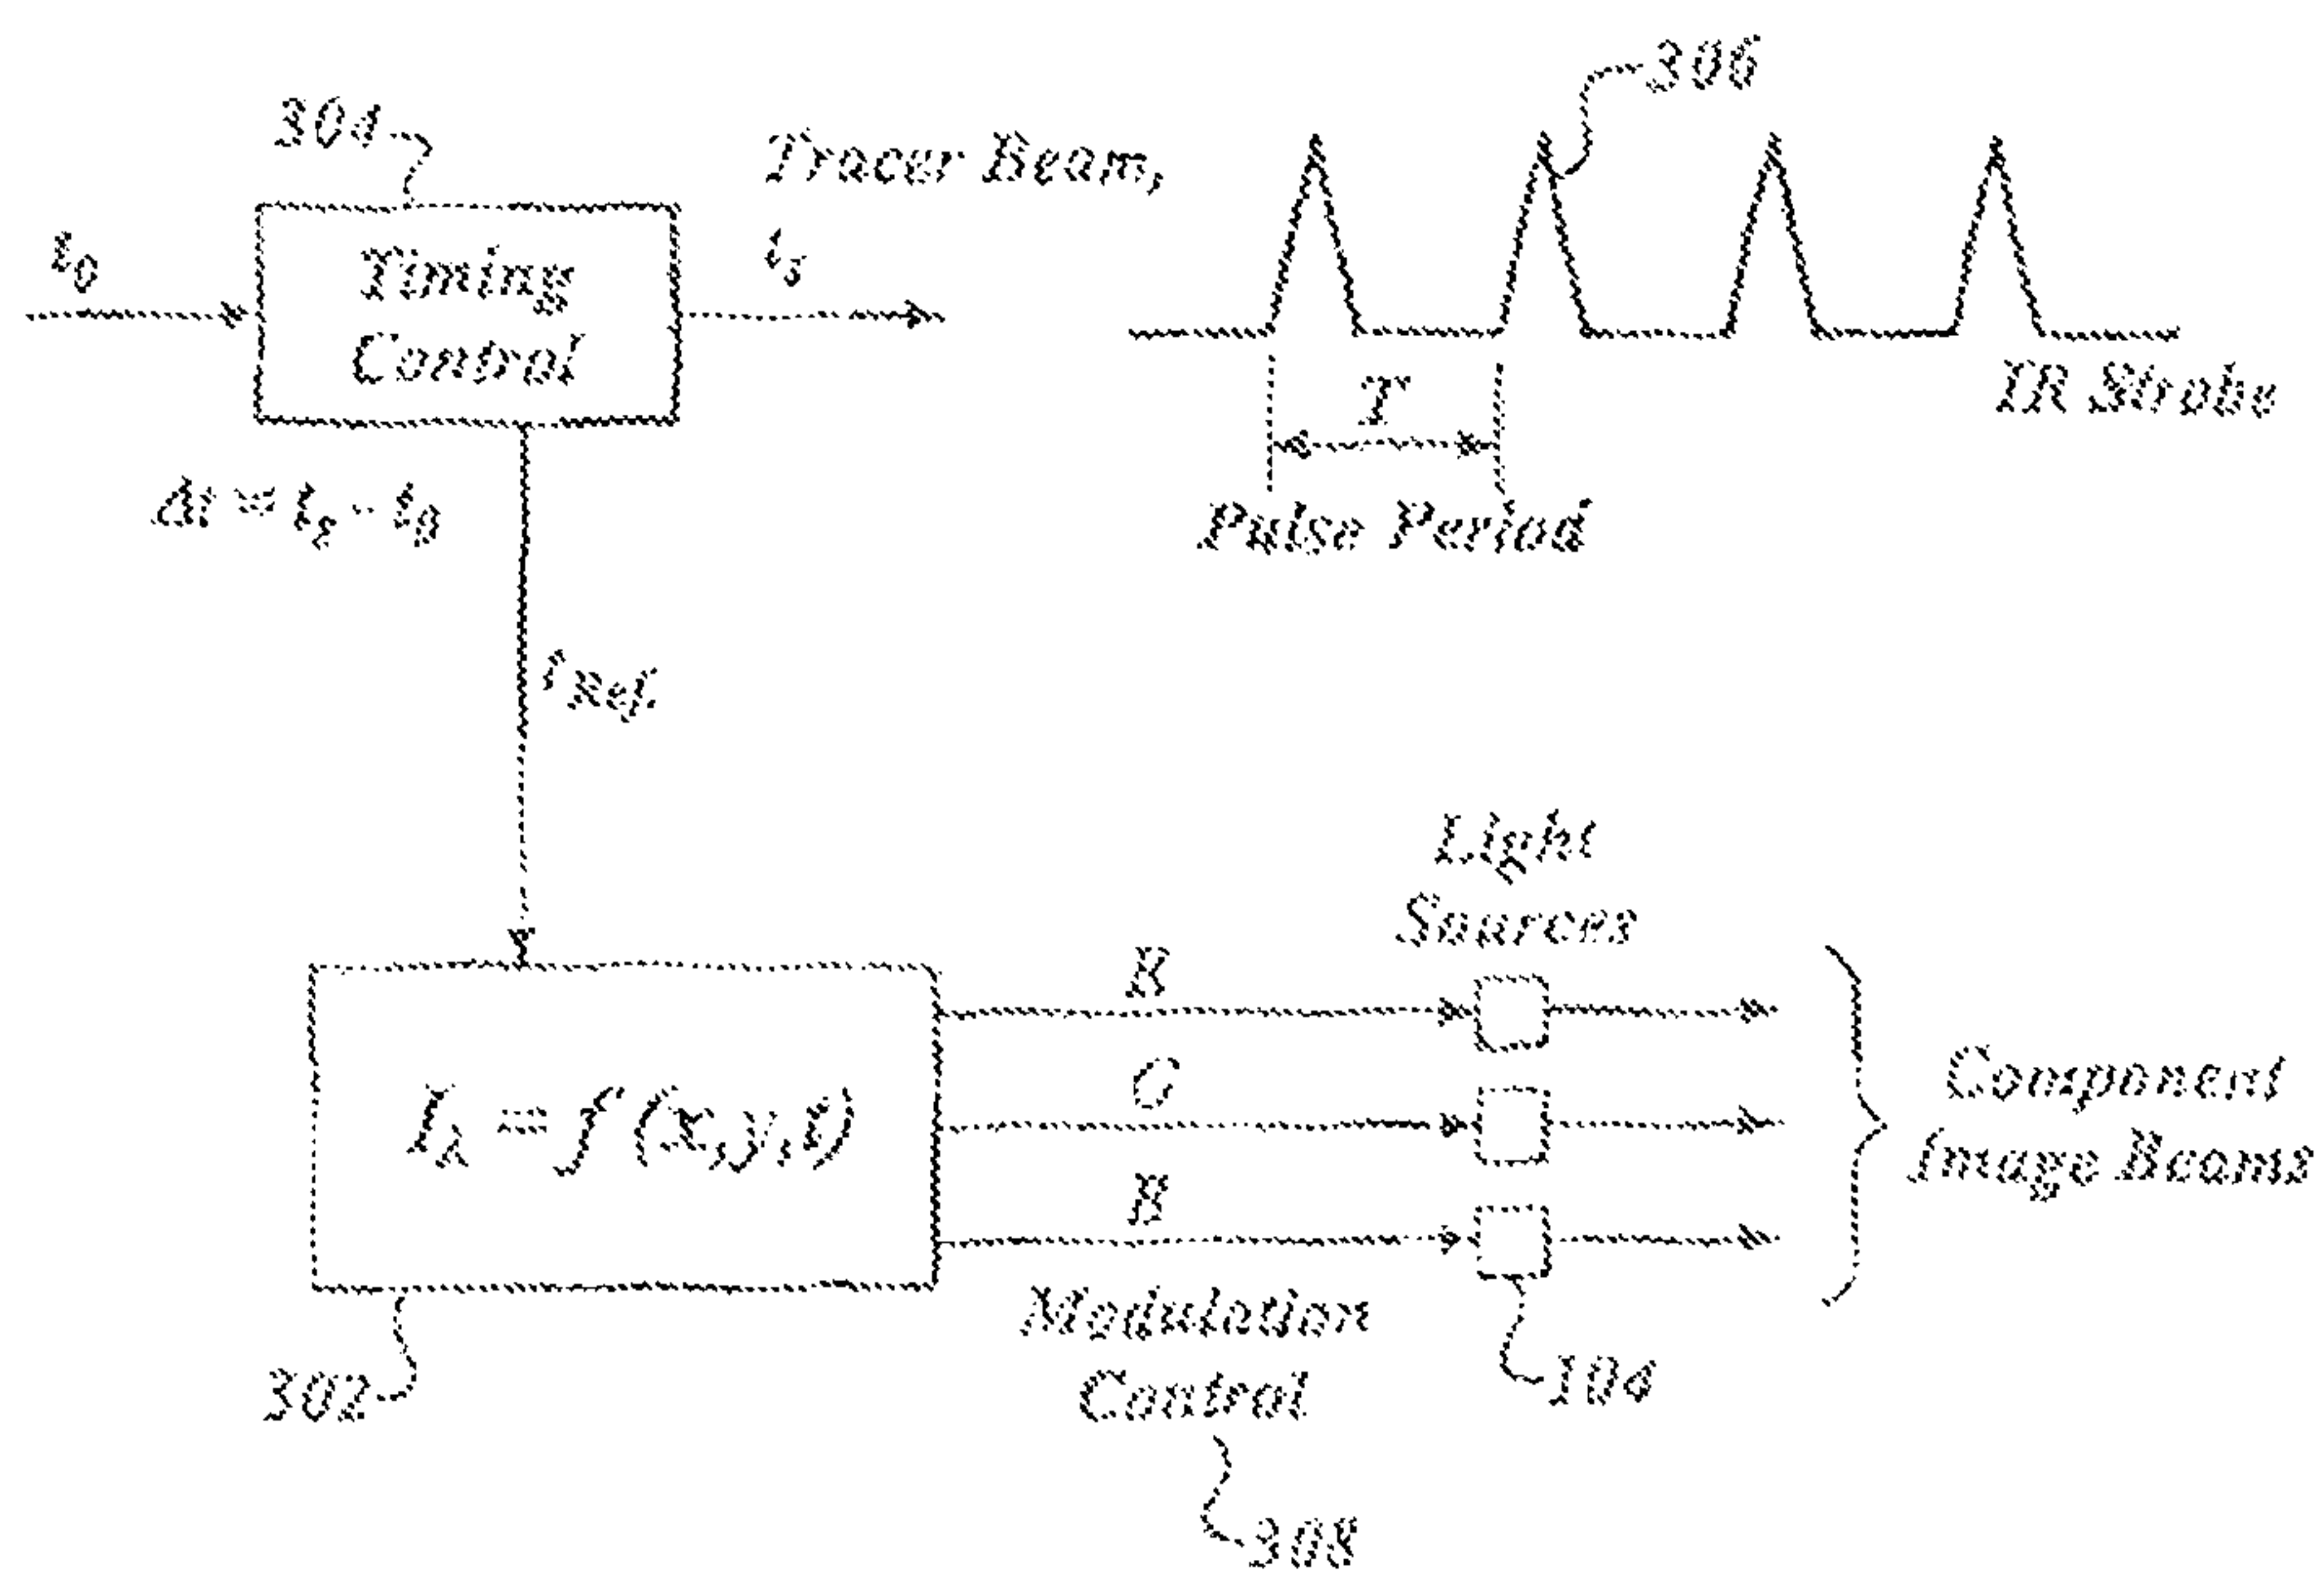 304
306
Tracer Beam,
t0
Timing
Control
ts
IR Strobe
T
Δt = ts - t0
Pulse Period
tRef.
Light
Sources
R
G
B
Iλ = f (x,y,t)
Component
Image Beams
Modulation
Control
302
104
308